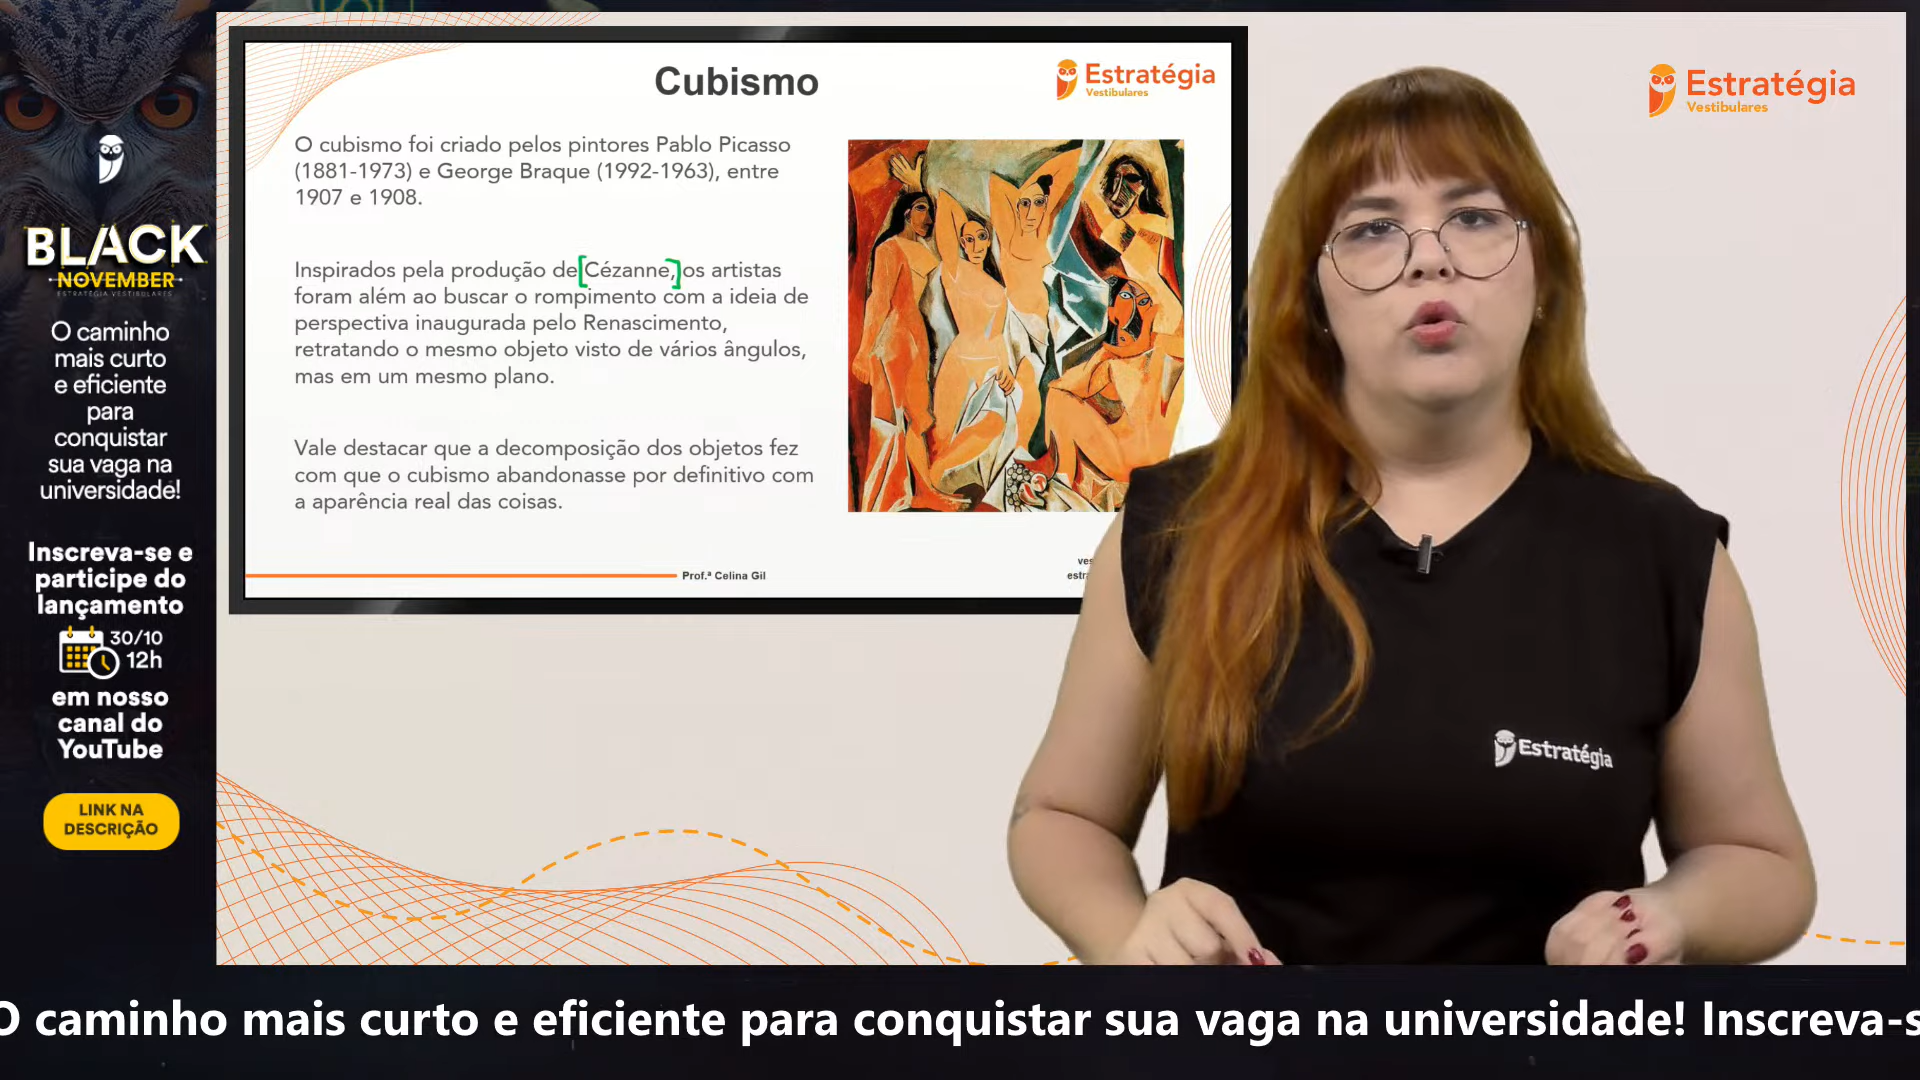 BLACK
NOVEMBER
ESTRATÉGIA VESTIBULARES
O caminho
mais curto
e eficiente
para
conquistar
sua vaga na
universidade!
Inscreva-se e
participe do
lançamento
30/10
12h
em nosso
canal do
YouTube
LINK NA
DESCRIÇÃO
Cubismo
Estratégia
Vestibulares
O cubismo foi criado pelos pintores Pablo Picasso
(1881-1973) e George Braque (1992-1963), entre
1907 e 1908.
Inspirados pela produção de [Cézanne,] os artistas
foram além ao buscar o rompimento com a ideia de
perspectiva inaugurada pelo Renascimento,
retratando o mesmo objeto visto de vários ângulos,
mas em um mesmo plano.
Vale destacar que a decomposição dos objetos fez
com que o cubismo abandonasse por definitivo com
a aparência real das coisas.
Prof.ª Celina Gil
Estratégia
Vestibulares
Estratégia
O caminho mais curto e eficiente para conquistar sua vaga na universidade! Inscreva-s